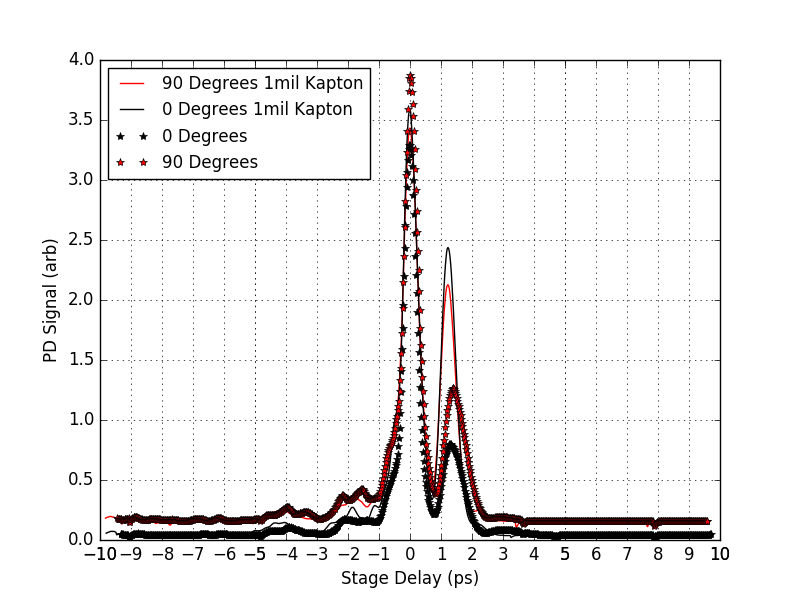 4.0
3.5
3.0
2.5
2.0
1.5
1.0
0.5
0.0
PD Signal (arb)
90 Degrees 1mil Kapton
0 Degrees 1mil Kapton
0 Degrees
90 Degrees
−10 −9 −8 −7 −6 −5 −4 −3 −2 −1 0 1 2 3 4 5 6 7 8 9 10
Stage Delay (ps)